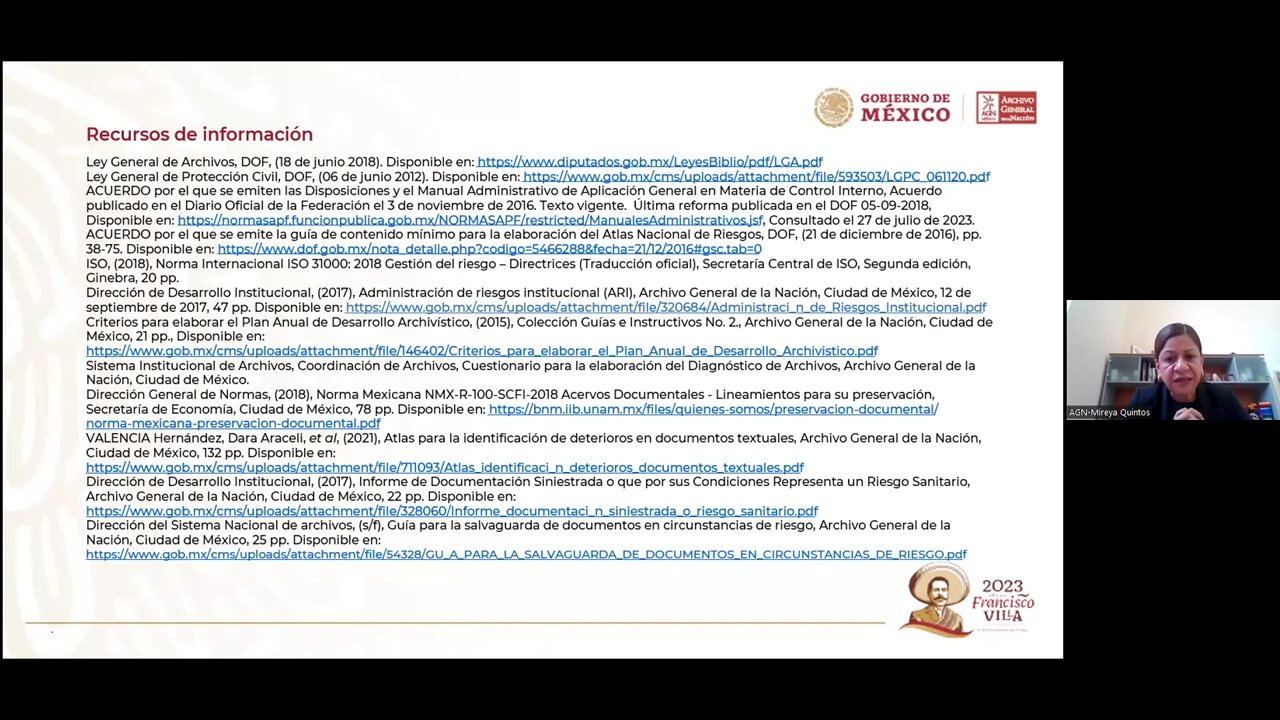 GOBIERNO DE
MÉXICO
AGN
MÉXICO
ARCHIVO
GENERAL
DE LA NACIÓN
Recursos de información
Ley General de Archivos, DOF, (18 de junio 2018). Disponible en: https://www.diputados.gob.mx/LeyesBiblio/pdf/LGA.pdf
Ley General de Protección Civil, DOF, (06 de junio 2012). Disponible en: https://www.gob.mx/cms/uploads/attachment/file/593503/LGPC_061120.pdf
ACUERDO por el que se emiten las Disposiciones y el Manual Administrativo de Aplicación General en Materia de Control Interno, Acuerdo
publicado en el Diario Oficial de la Federación el 3 de noviembre de 2016. Texto vigente. Última reforma publicada en el DOF 05-09-2018,
Disponible en: https://normasapf.funcionpublica.gob.mx/NORMASAPF/restricted/ManualesAdministrativos.jsf, Consultado el 27 de julio de 2023.
ACUERDO por el que se emite la guía de contenido mínimo para la elaboración del Atlas Nacional de Riesgos, DOF, (21 de diciembre de 2016), pp.
38-75. Disponible en: https://www.dof.gob.mx/nota_detalle.php?codigo=5466288&fecha=21/12/2016#gsc.tab=0
ISO, (2018), Norma Internacional ISO 31000: 2018 Gestión del riesgo – Directrices (Traducción oficial), Secretaría Central de ISO, Segunda edición,
Ginebra, 20 pp.
Dirección de Desarrollo Institucional, (2017), Administración de riesgos institucional (ARI), Archivo General de la Nación, Ciudad de México, 12 de
septiembre de 2017, 47 pp. Disponible en: https://www.gob.mx/cms/uploads/attachment/file/320684/Administraci_n_de_Riesgos_Institucional.pdf
Criterios para elaborar el Plan Anual de Desarrollo Archivístico, (2015), Colección Guías e Instructivos No. 2., Archivo General de la Nación, Ciudad de
México, 21 pp., Disponible en:
https://www.gob.mx/cms/uploads/attachment/file/146402/Criterios_para_elaborar_el_Plan_Anual_de_Desarrollo_Archivistico.pdf
Sistema Institucional de Archivos, Coordinación de Archivos, Cuestionario para la elaboración del Diagnóstico de Archivos, Archivo General de la
Nación, Ciudad de México.
Dirección General de Normas, (2018), Norma Mexicana NMX-R-100-SCFI-2018 Acervos Documentales - Lineamientos para su preservación,
Secretaría de Economía, Ciudad de México, 78 pp. Disponible en: https://bnm.iib.unam.mx/files/quienes-somos/preservacion-documental/
norma-mexicana-preservacion-documental.pdf
VALENCIA Hernández, Dara Araceli, et al, (2021), Atlas para la identificación de deterioros en documentos textuales, Archivo General de la Nación,
Ciudad de México, 132 pp. Disponible en:
https://www.gob.mx/cms/uploads/attachment/file/711093/Atlas_identificaci_n_deterioros_documentos_textuales.pdf
Dirección de Desarrollo Institucional, (2017), Informe de Documentación Siniestrada o que por sus Condiciones Representa un Riesgo Sanitario,
Archivo General de la Nación, Ciudad de México, 22 pp. Disponible en:
https://www.gob.mx/cms/uploads/attachment/file/328060/Informe_documentaci_n_siniestrada_o_riesgo_sanitario.pdf
Dirección del Sistema Nacional de archivos, (s/f), Guía para la salvaguarda de documentos en circunstancias de riesgo, Archivo General de la
Nación, Ciudad de México, 25 pp. Disponible en:
https://www.gob.mx/cms/uploads/attachment/file/54328/GU_A_PARA_LA_SALVAGUARDA_DE_DOCUMENTOS_EN_CIRCUNSTANCIAS_DE_RIESGO.pdf
2023
Francisco
VILLA
AGN-Mireya Quintos